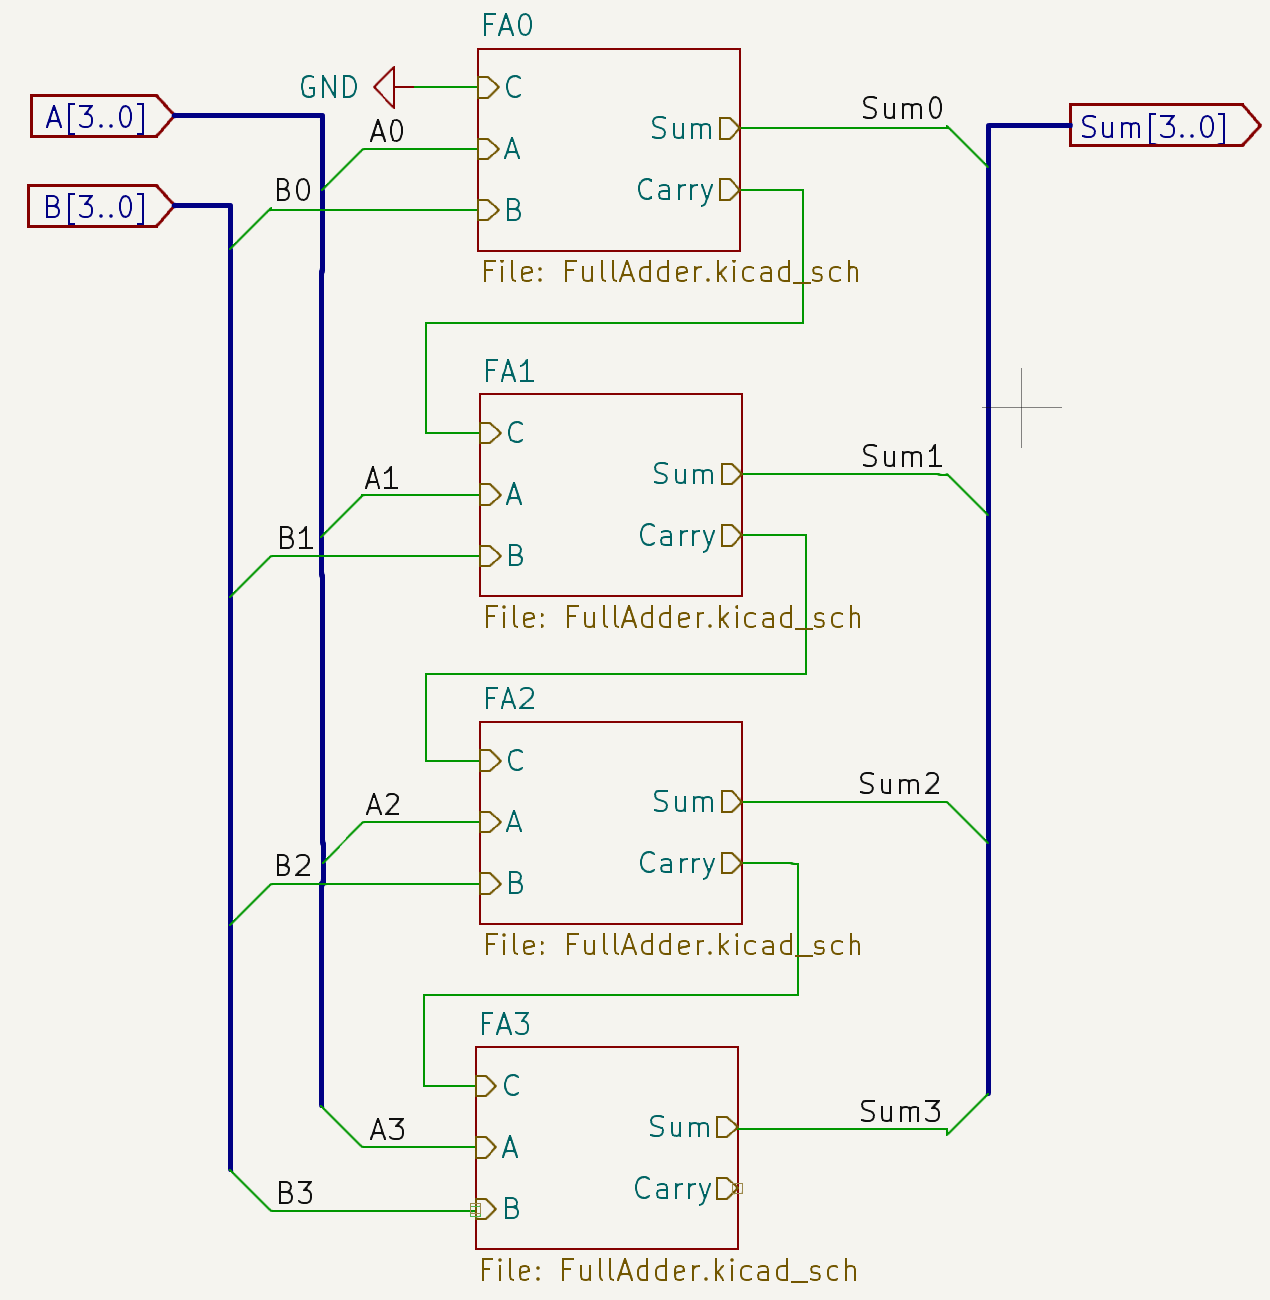 FA0
GND
C
A[3..0]
A0
A
Sum
Sum0
Sum[3..0]
B[3..0]
B0
B
Carry
File: FullAdder.kicad_sch
FA1
C
A1
A
Sum
Sum1
B1
B
Carry
File: FullAdder.kicad_sch
FA2
C
A2
A
Sum
Sum2
B2
B
Carry
File: FullAdder.kicad_sch
FA3
C
A3
A
Sum
Sum3
B3
B
Carry
File: FullAdder.kicad_sch